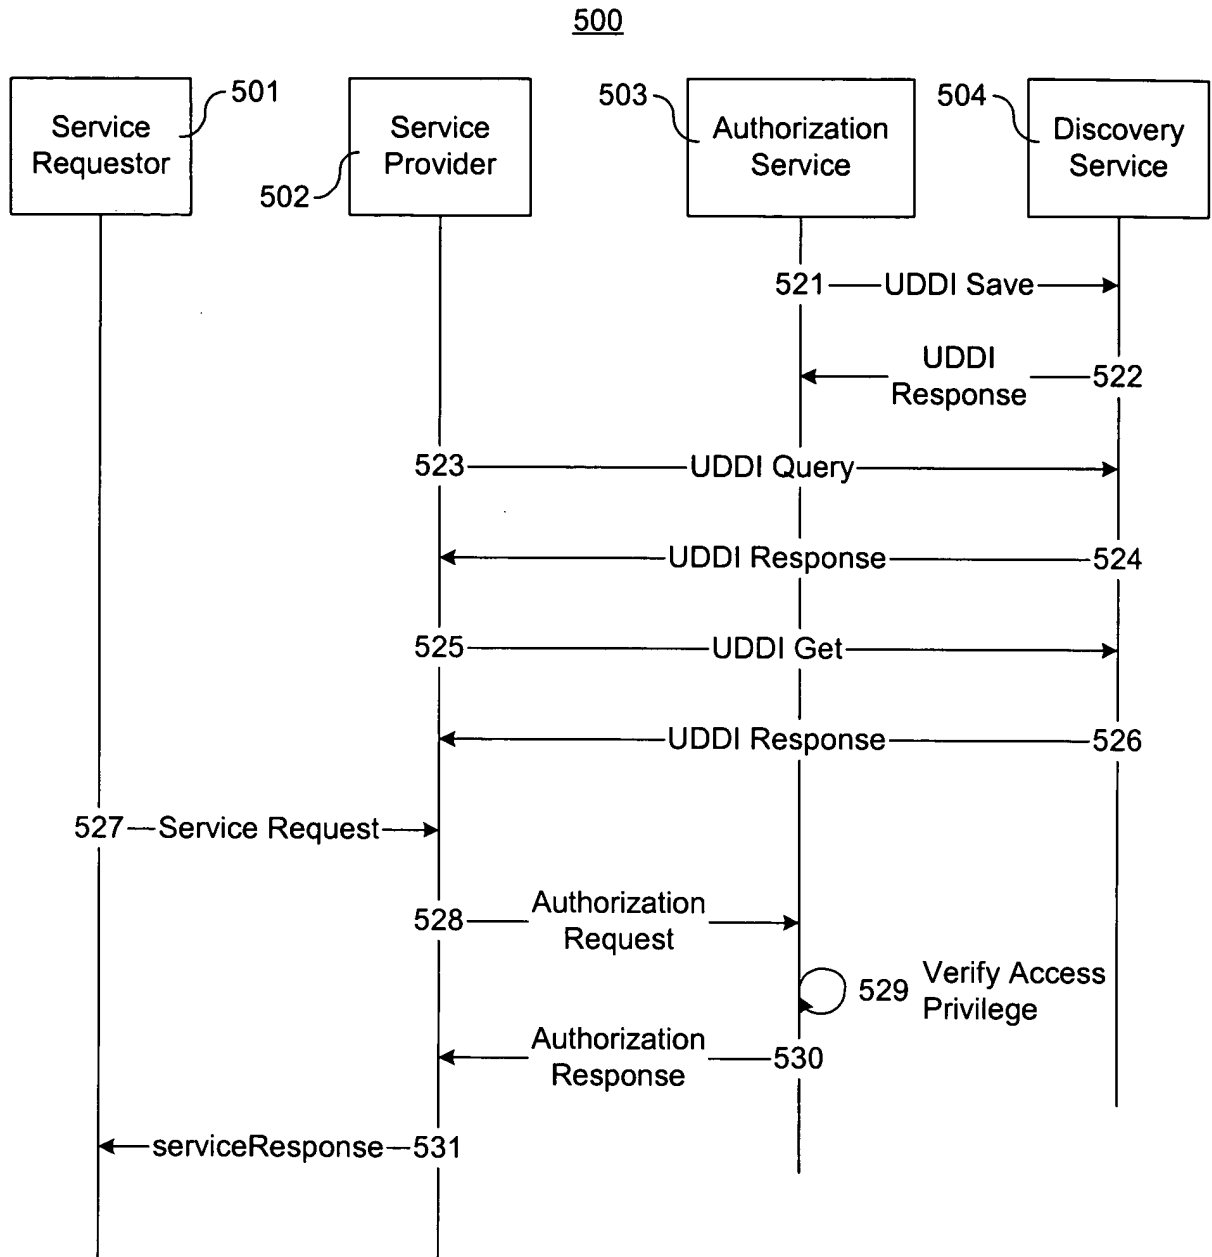 500
501
Service
Requestor
Service
Provider
502
503
Authorization
Service
504
Discovery
Service
521
UDDI Save
UDDI
Response
522
523
UDDI Query
UDDI Response
524
525
UDDI Get
UDDI Response
526
527
Service Request
528
Authorization
Request
529
Verify Access
Privilege
Authorization
Response
530
serviceResponse
531